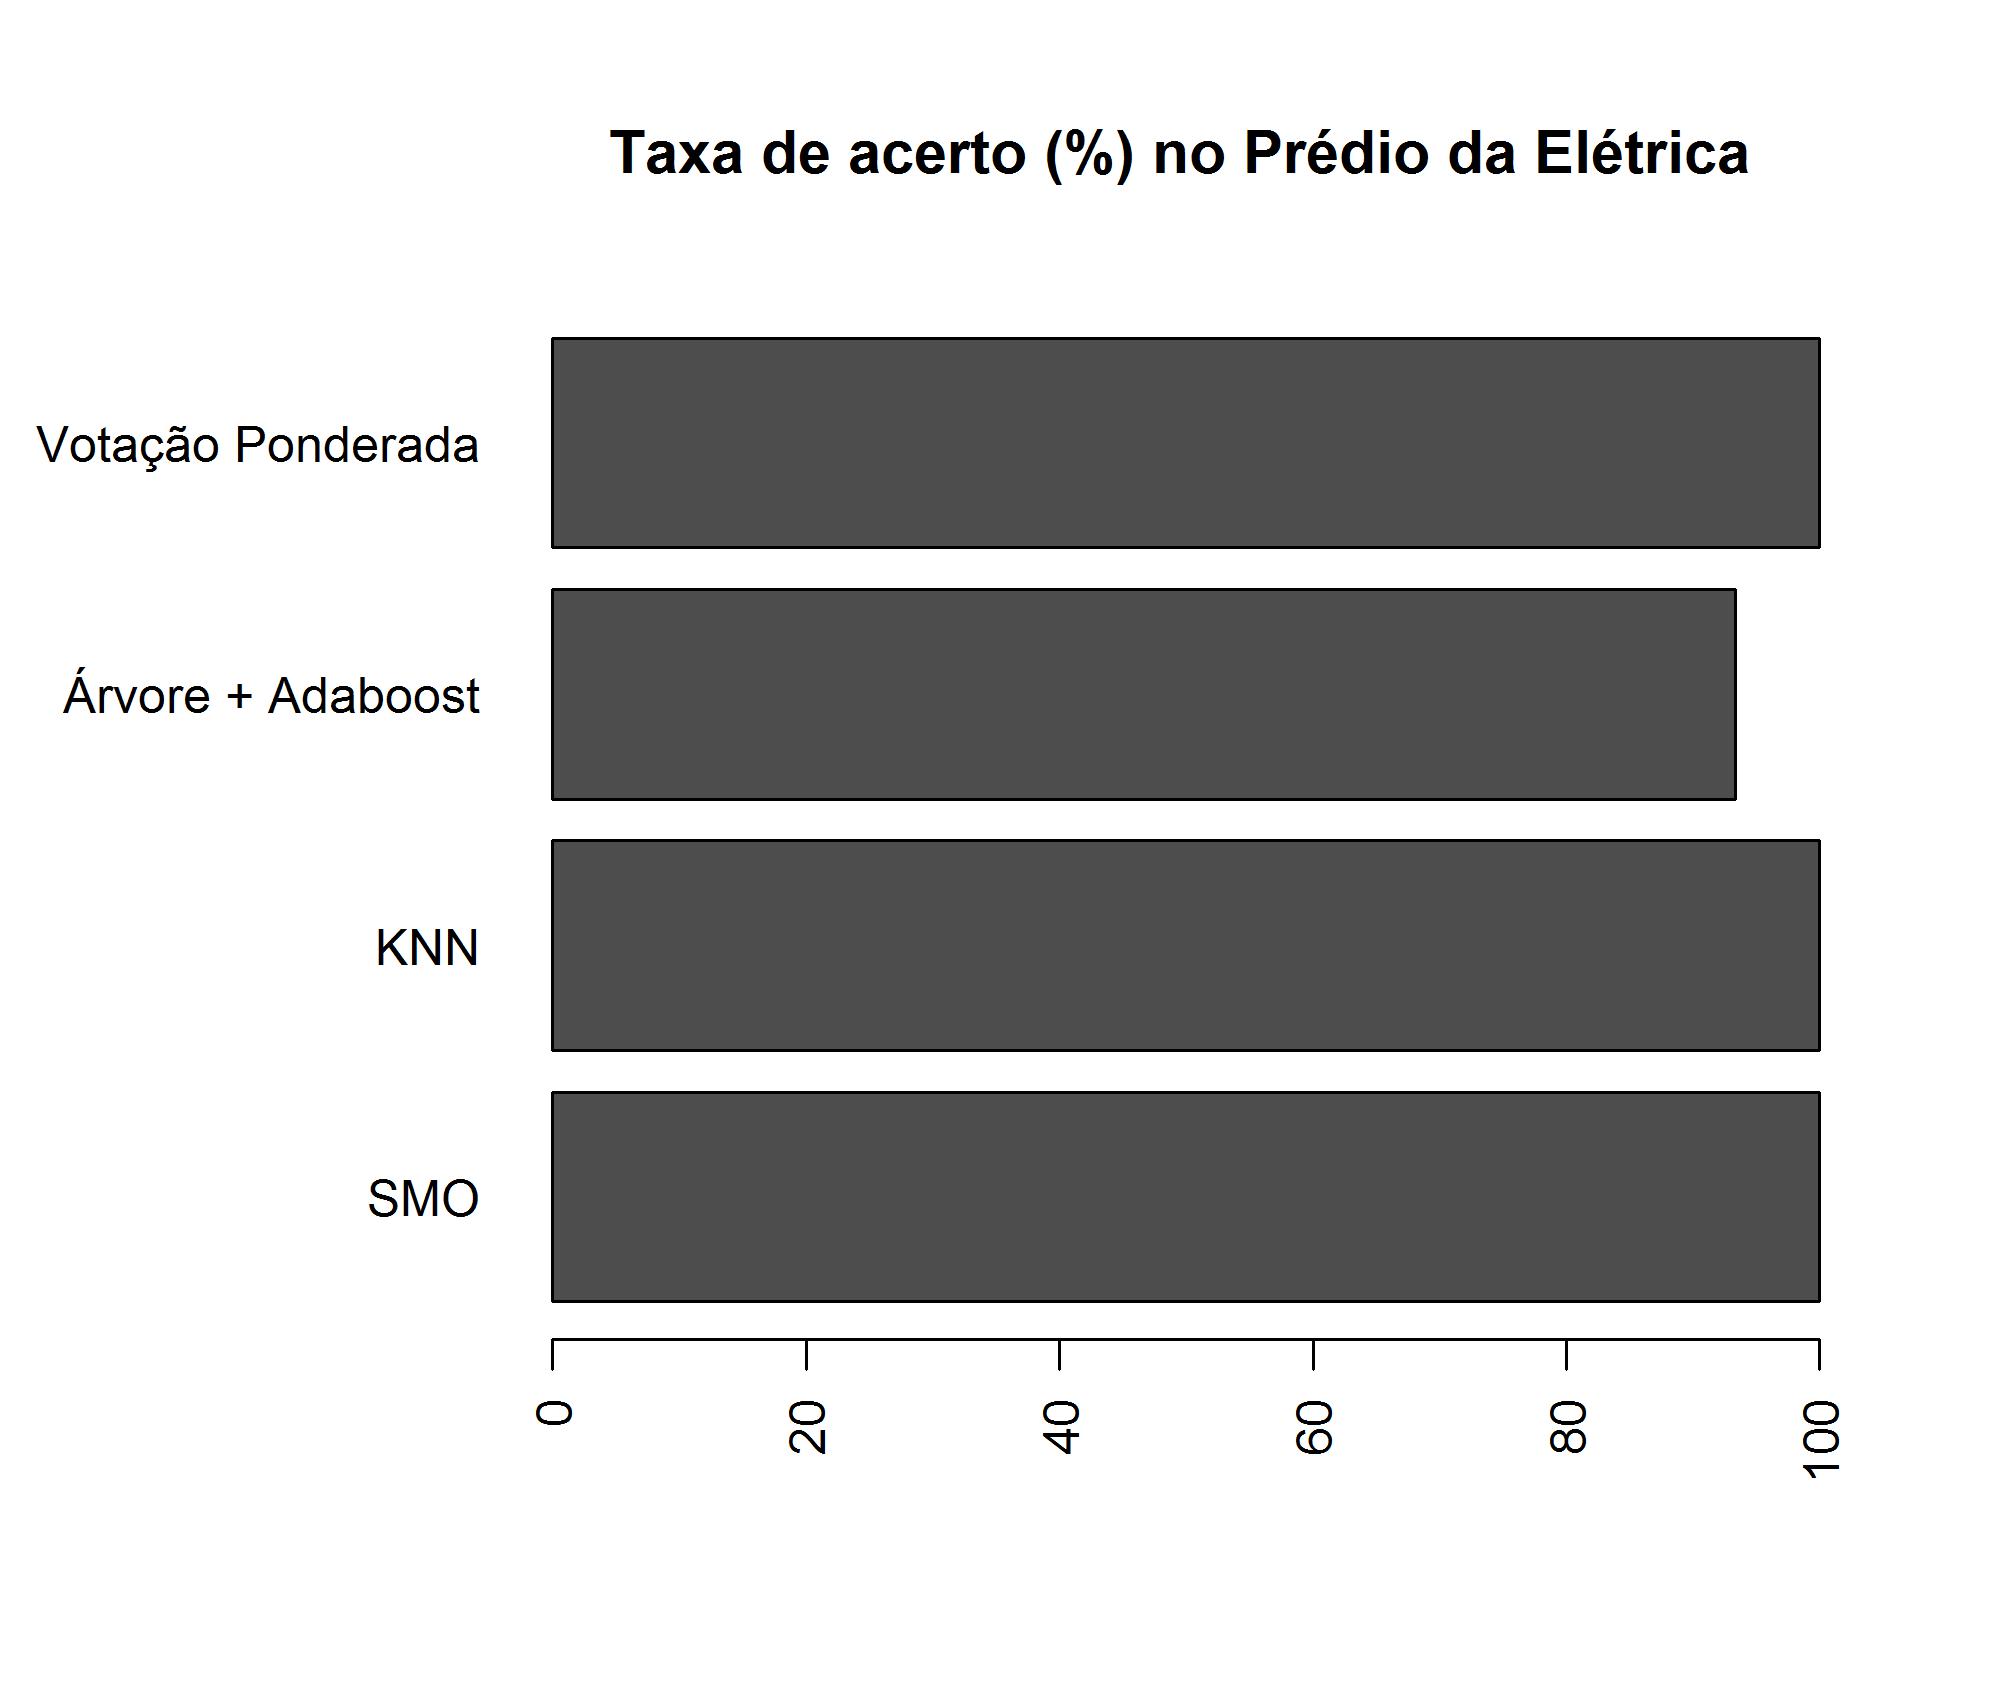 Taxa de acerto (%) no Prédio da Elétrica
Votação Ponderada
Árvore + Adaboost
KNN
SMO
0 20 40 60 80 100